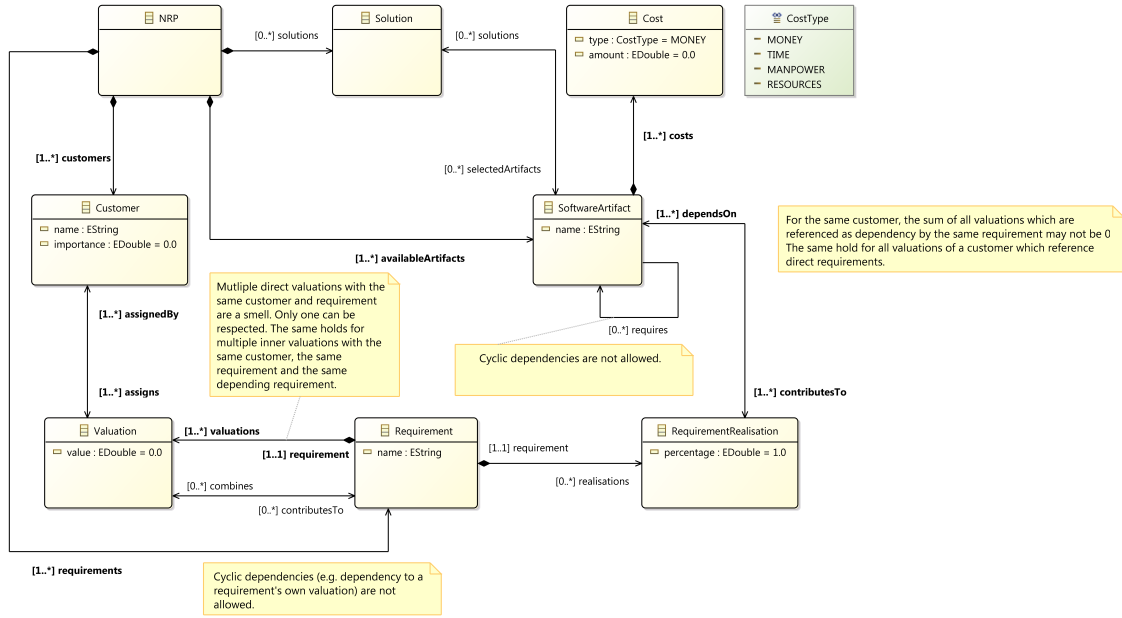 NRP
Solution
Cost
CostType
[0..*] solutions
[0..*] solutions
type : CostType = MONEY
amount : EDouble = 0.0
MONEY
TIME
MANPOWER
RESOURCES
[1..*] costs
[1..*] customers
[0..*] selectedArtifacts
Customer
name : EString
importance : EDouble = 0.0
SoftwareArtifact
name : EString
[1..*] dependsOn
For the same customer, the sum of all valuations which are
referenced as dependency by the same requirement may not be 0
The same hold for all valuations of a customer which reference
direct requirements.
[1..*] availableArtifacts
Mutliple direct valuations with the
same customer and requirement
are a smell. Only one can be
respected. The same holds for
multiple inner valuations with the
same customer, the same
requirement and the same
depending requirement.
[1..*] assignedBy
[0..*] requires
Cyclic dependencies are not allowed.
[1..*] assigns
[1..*] contributesTo
Valuation
value : EDouble = 0.0
[1..*] valuations
[1..1] requirement
Requirement
name : EString
[1..1] requirement
[0..*] realisations
RequirementRealisation
percentage : EDouble = 1.0
[0..*] combines
[0..*] contributesTo
[1..*] requirements
Cyclic dependencies (e.g. dependency to a
requirement's own valuation) are not
allowed.